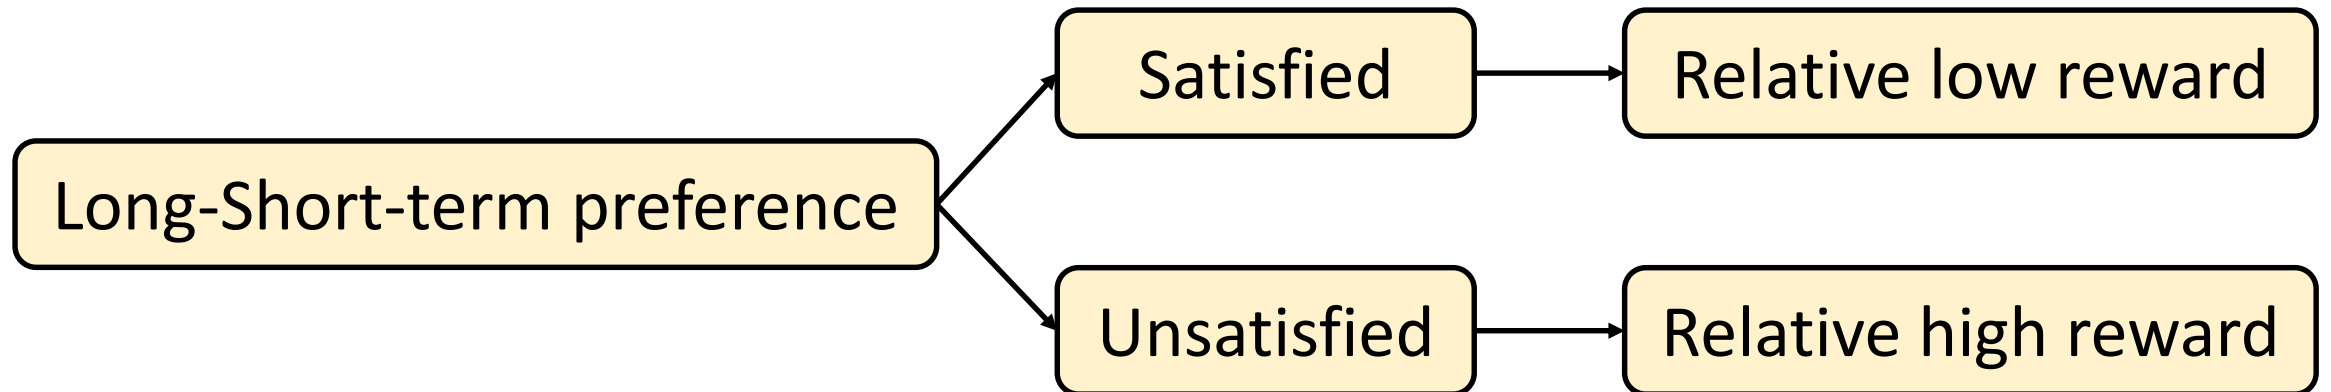 Long-Short-term preference
Satisfied
Relative low reward
Unsatisfied
Relative high reward